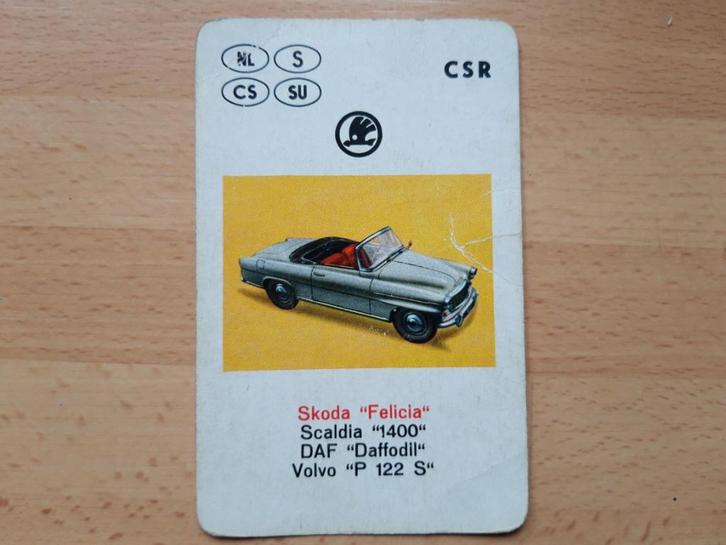 NL S
CS SU
CSR
Skoda "Felicia"
Scaldia "1400"
DAF "Daffodil"
Volvo "P 122 S"